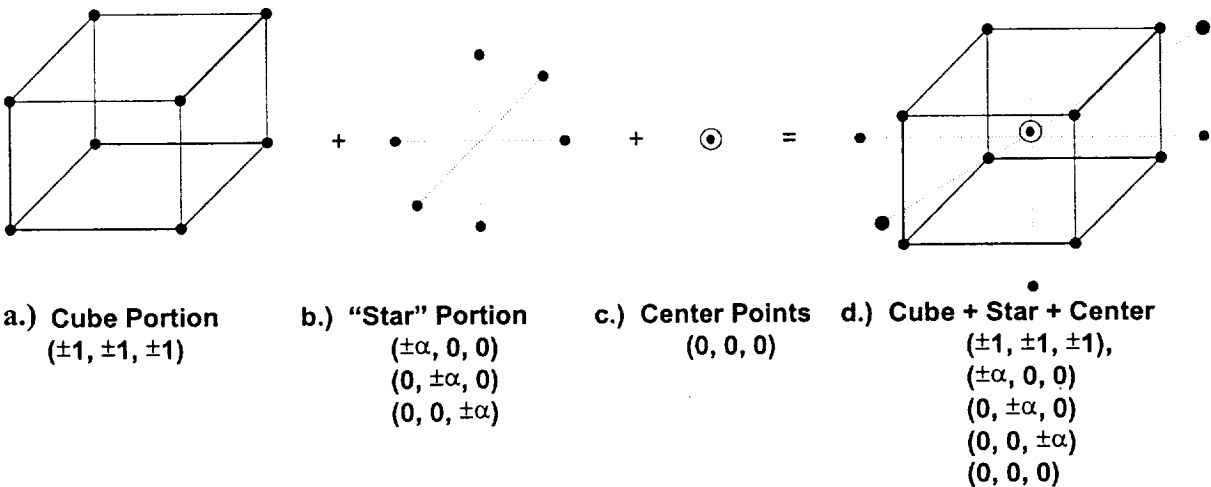 + + =
a.) Cube Portion
(±1, ±1, ±1)
b.) “Star” Portion
(±α, 0, 0)
(0, ±α, 0)
(0, 0, ±α)
c.) Center Points
(0, 0, 0)
d.) Cube + Star + Center
(±1, ±1, ±1),
(±α, 0, 0)
(0, ±α, 0)
(0, 0, ±α)
(0, 0, 0)